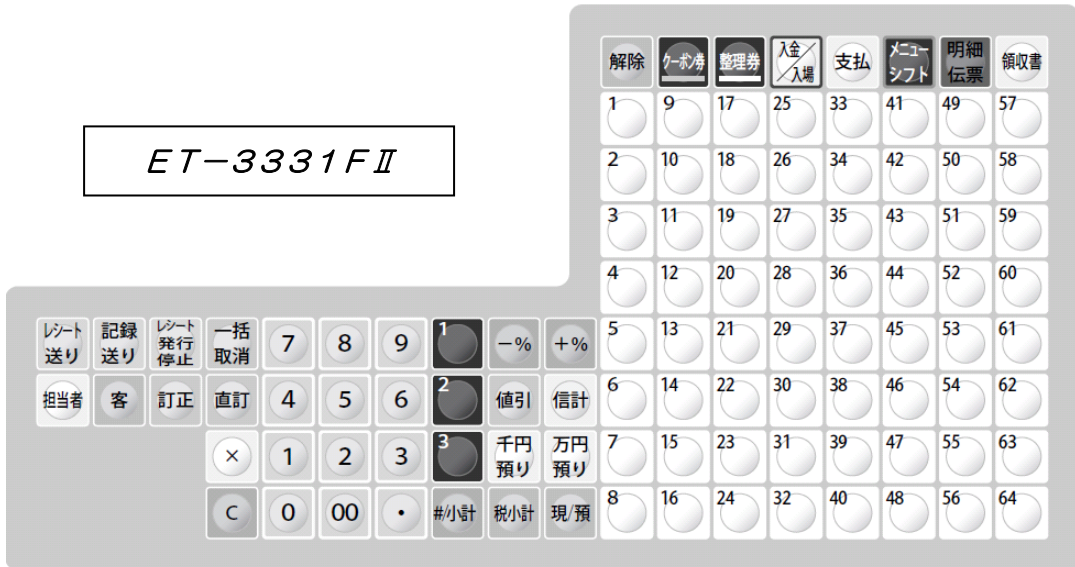 解除 クーポン券 整理券 入金/入場 支払 メニューシフト 明細伝票 領収書
1 9 17 25 33 41 49 57
ET-3331FⅡ
2 10 18 26 34 42 50 58
3 11 19 27 35 43 51 59
4 12 20 28 36 44 52 60
レシート送り 記録送り レシート発行停止 一括取消 7 8 9 1 -% +% 5 13 21 29 37 45 53 61
担当者 客 訂正 直訂 4 5 6 2 値引 信計 6 14 22 30 38 46 54 62
× 1 2 3 3 千円預り 万円預り 7 15 23 31 39 47 55 63
C 0 00 ・ #/小計 税小計 現/預 8 16 24 32 40 48 56 64